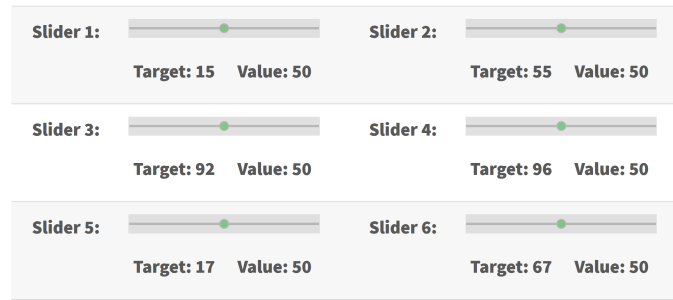 Slider 1: Slider 2:
Target: 15 Value: 50 Target: 55 Value: 50
Slider 3: Slider 4:
Target: 92 Value: 50 Target: 96 Value: 50
Slider 5: Slider 6:
Target: 17 Value: 50 Target: 67 Value: 50